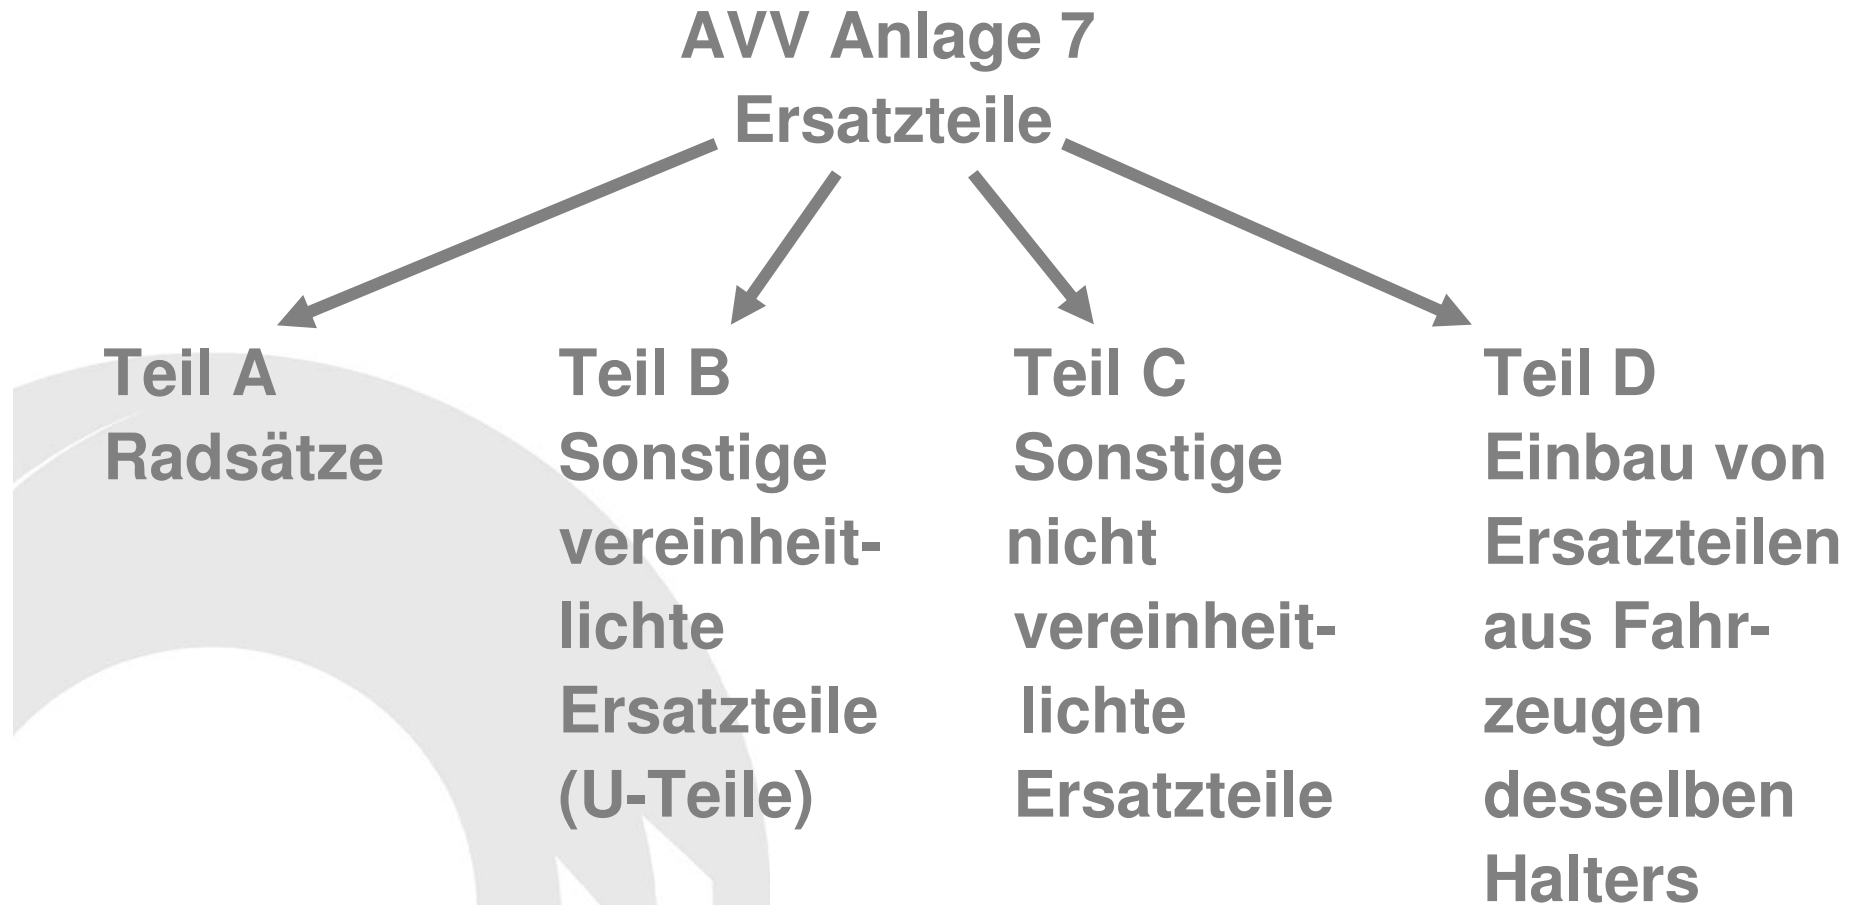 AVV Anlage 7
Ersatzteile
Teil A
Radsätze
Teil B
Sonstige
vereinheit-
lichte
Ersatzteile
(U-Teile)
Teil C
Sonstige
nicht
vereinheit-
lichte
Ersatzteile
Teil D
Einbau von
Ersatzteilen
aus Fahr-
zeugen
desselben
Halters